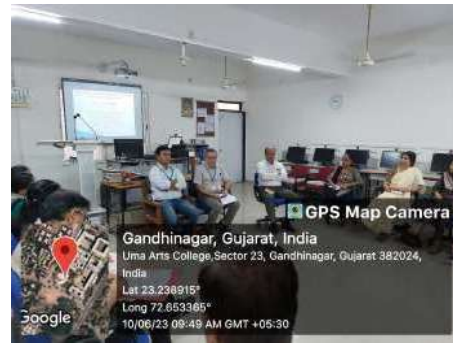 GPS Map Camera
Gandhinagar, Gujarat, India
Uma Arts College,Sector 23, Gandhinagar, Gujarat 382024,
India
Lat 23.236915°
Long 72.653365°
10/06/23 09:49 AM GMT +05:30
Google